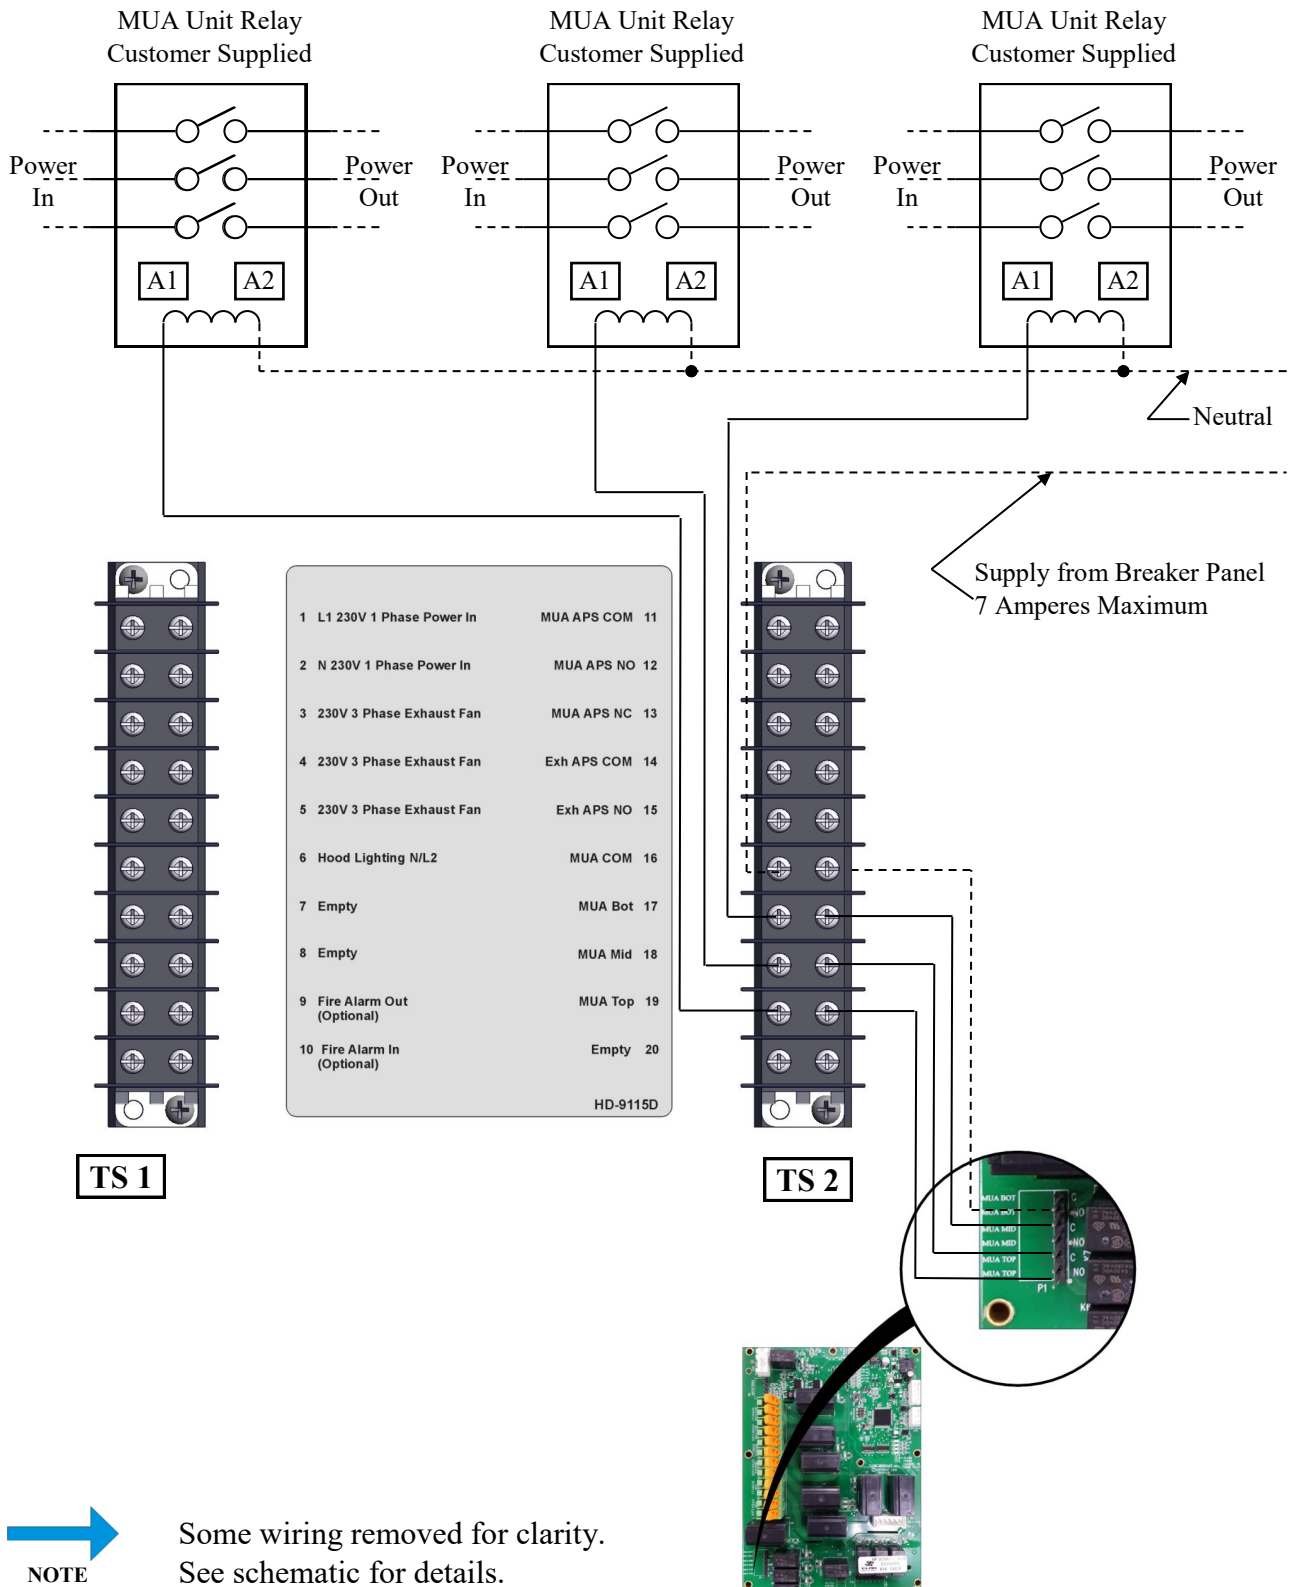 MUA Unit Relay
Customer Supplied
MUA Unit Relay
Customer Supplied
MUA Unit Relay
Customer Supplied
Power
In
Power
Out
Power
In
Power
Out
Power
In
Power
Out
A1
A2
A1
A2
A1
A2
Neutral
Supply from Breaker Panel
7 Amperes Maximum
1 L1 230V 1 Phase Power In
MUA APS COM 11
2 N 230V 1 Phase Power In
MUA APS NO 12
3 230V 3 Phase Exhaust Fan
MUA APS NC 13
4 230V 3 Phase Exhaust Fan
Exh APS COM 14
5 230V 3 Phase Exhaust Fan
Exh APS NO 15
6 Hood Lighting N/L2
MUA COM 16
7 Empty
MUA Bot 17
8 Empty
MUA Mid 18
9 Fire Alarm Out
(Optional)
MUA Top 19
10 Fire Alarm In
(Optional)
Empty 20
HD-9115D
TS 1
TS 2
MUA BOT C
MUA BOT NO
MUA MID C
MUA MID NO
MUA TOP C
MUA TOP NO
P1
NOTE
Some wiring removed for clarity.
See schematic for details.